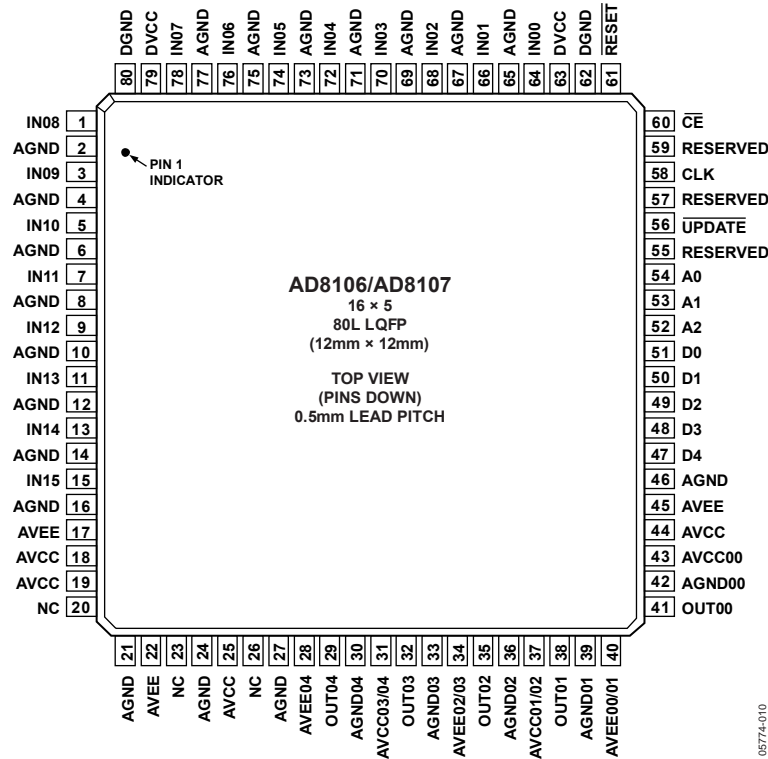 DGND DVCC IN07 AGND IN06 AGND IN05 AGND IN04 AGND IN03 AGND IN02 AGND IN01 AGND IN00 DVCC DGND RESET
80 79 78 77 76 75 74 73 72 71 70 69 68 67 66 65 64 63 62 61
IN08 1
AGND 2
IN09 3
AGND 4
IN10 5
AGND 6
IN11 7
AGND 8
IN12 9
AGND 10
IN13 11
AGND 12
IN14 13
AGND 14
IN15 15
AGND 16
AVEE 17
AVCC 18
AVCC 19
NC 20
PIN 1
INDICATOR
AD8106/AD8107
16 × 5
80L LQFP
(12mm × 12mm)
TOP VIEW
(PINS DOWN)
0.5mm LEAD PITCH
60 CE
59 RESERVED
58 CLK
57 RESERVED
56 UPDATE
55 RESERVED
54 A0
53 A1
52 A2
51 D0
50 D1
49 D2
48 D3
47 D4
46 AGND
45 AVEE
44 AVCC
43 AVCC00
42 AGND00
41 OUT00
21 22 23 24 25 26 27 28 29 30 31 32 33 34 35 36 37 38 39 40
AGND AVEE NC AGND AVCC NC AGND AVEE04 OUT04 AGND04 AVCC03/04 OUT03 AGND03 AVEE02/03 OUT02 AGND02 AVCC01/02 OUT01 AGND01 AVEE00/01
05774-010